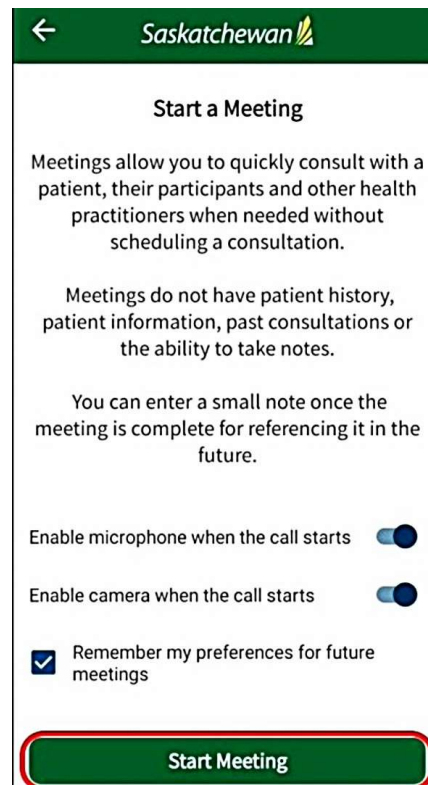 Saskatchewan
Start a Meeting
Meetings allow you to quickly consult with a
patient, their participants and other health
practitioners when needed without
scheduling a consultation.
Meetings do not have patient history,
patient information, past consultations or
the ability to take notes.
You can enter a small note once the
meeting is complete for referencing it in the
future.
Enable microphone when the call starts
Enable camera when the call starts
Remember my preferences for future
meetings
Start Meeting